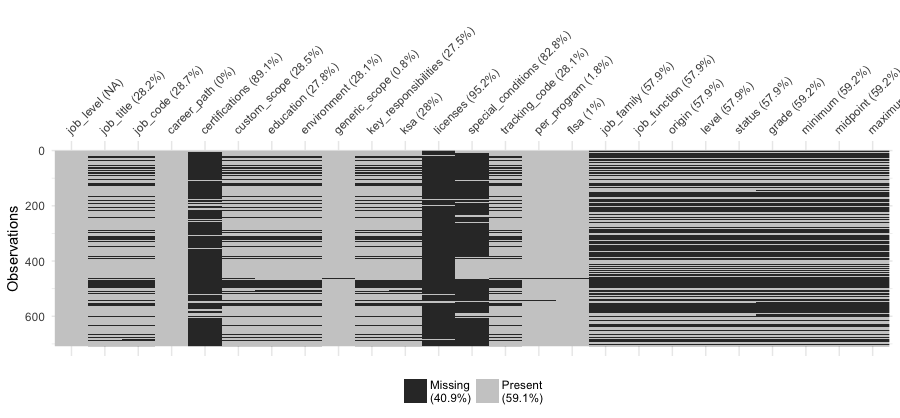 job_level (NA)
job_title (28.2%)
job_code (28.7%)
career_path (0%)
certifications (89.1%)
custom_scope (28.5%)
education (27.8%)
environment (28.1%)
generic_scope (0.8%)
key_responsibilities (27.5%)
ksa (28%)
licenses (95.2%)
special_conditions (82.8%)
tracking_code (28.1%)
per_program (1.8%)
flsa (1%)
job_family (57.9%)
job_function (57.9%)
origin (57.9%)
level (57.9%)
status (57.9%)
grade (59.2%)
minimum (59.2%)
midpoint (59.2%)
maximum
Observations
0
200
400
600
Missing
(40.9%)
Present
(59.1%)